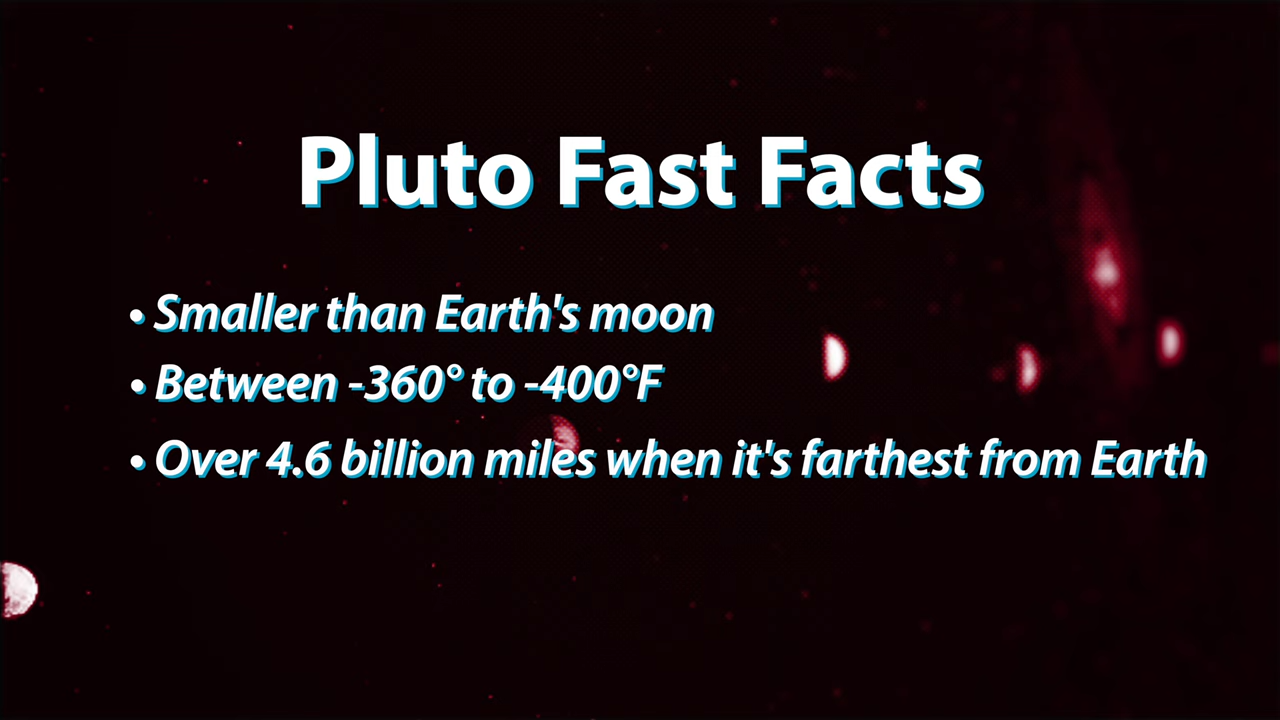 Pluto Fast Facts
• Smaller than Earth's moon
• Between -360° to -400°F
• Over 4.6 billion miles when it's farthest from Earth